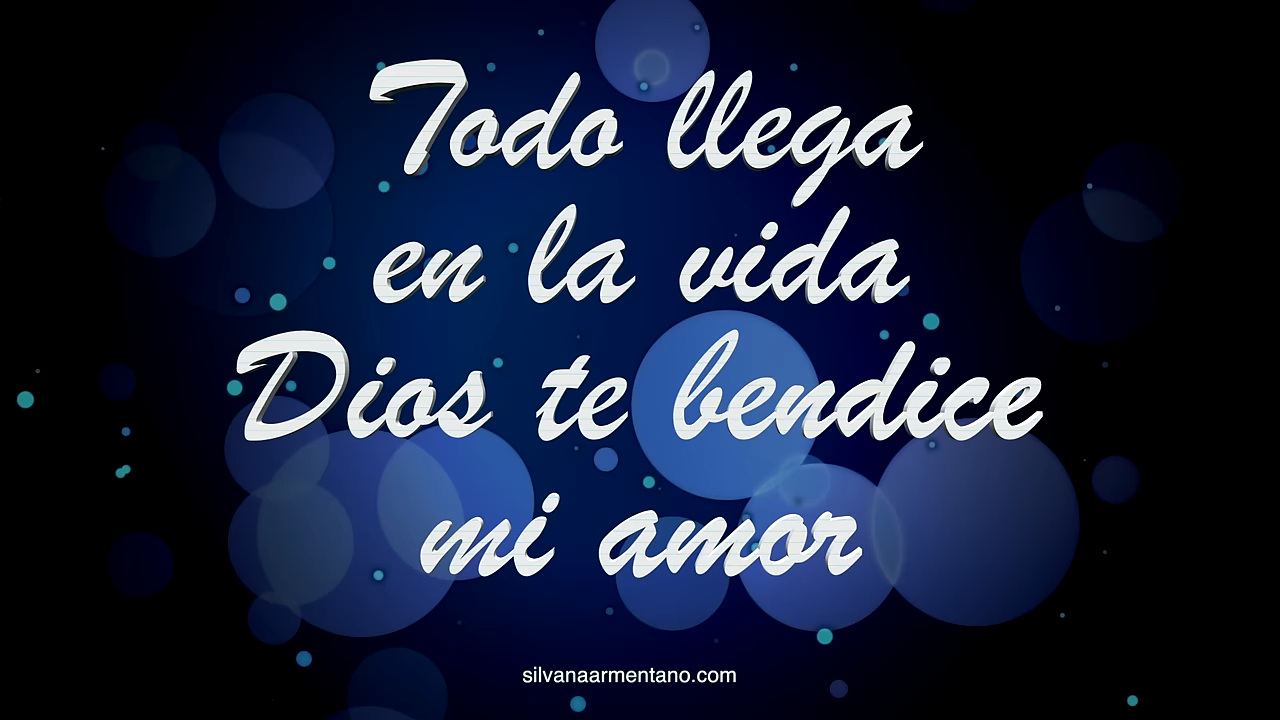 Todo llega
en la vida
Dios te bendice
mi amor
silvanaarmentano.com